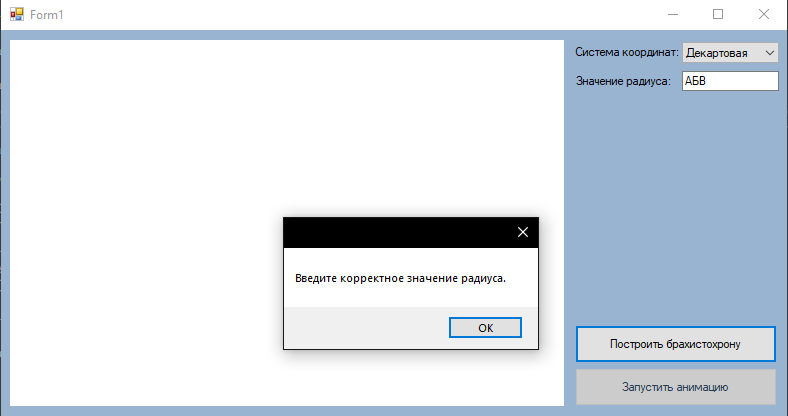 Form1
Система координат: Декартовая
Значение радиуса: АБВ
Введите корректное значение радиуса.
OK
Построить брахистохрону
Запустить анимацию